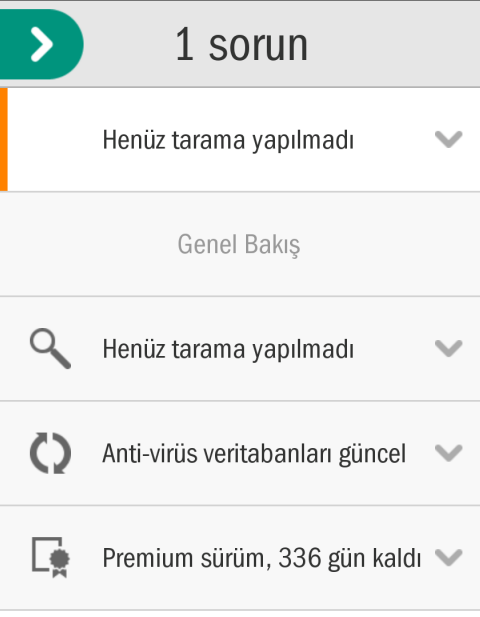 1 sorun
Henüz tarama yapılmadı
Genel Bakış
Henüz tarama yapılmadı
Anti-virüs veritabanları güncel
Premium sürüm, 336 gün kaldı